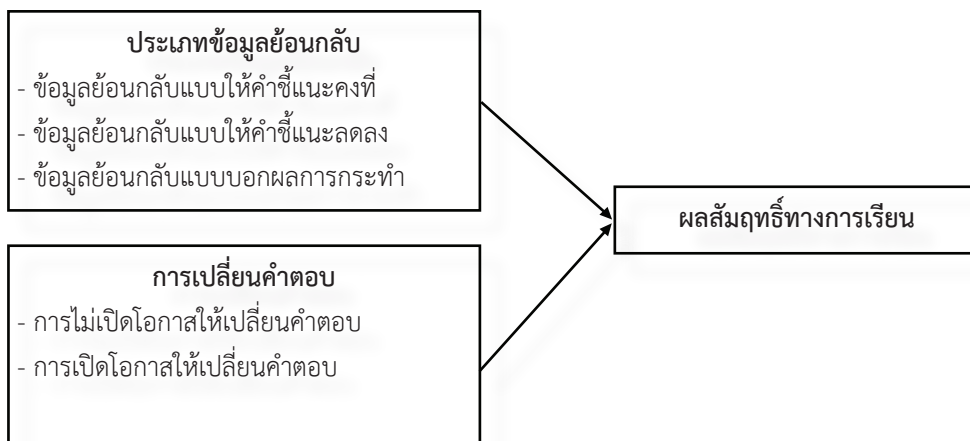 ประเภทข้อมูลย้อนกลับ
- ข้อมูลย้อนกลับแบบให้คำชี้แนะคงที่
- ข้อมูลย้อนกลับแบบให้คำชี้แนะลดลง
- ข้อมูลย้อนกลับแบบบอกผลการกระทำ
ผลสัมฤทธิ์ทางการเรียน
การเปลี่ยนคำตอบ
- การไม่เปิดโอกาสให้เปลี่ยนคำตอบ
- การเปิดโอกาสให้เปลี่ยนคำตอบ